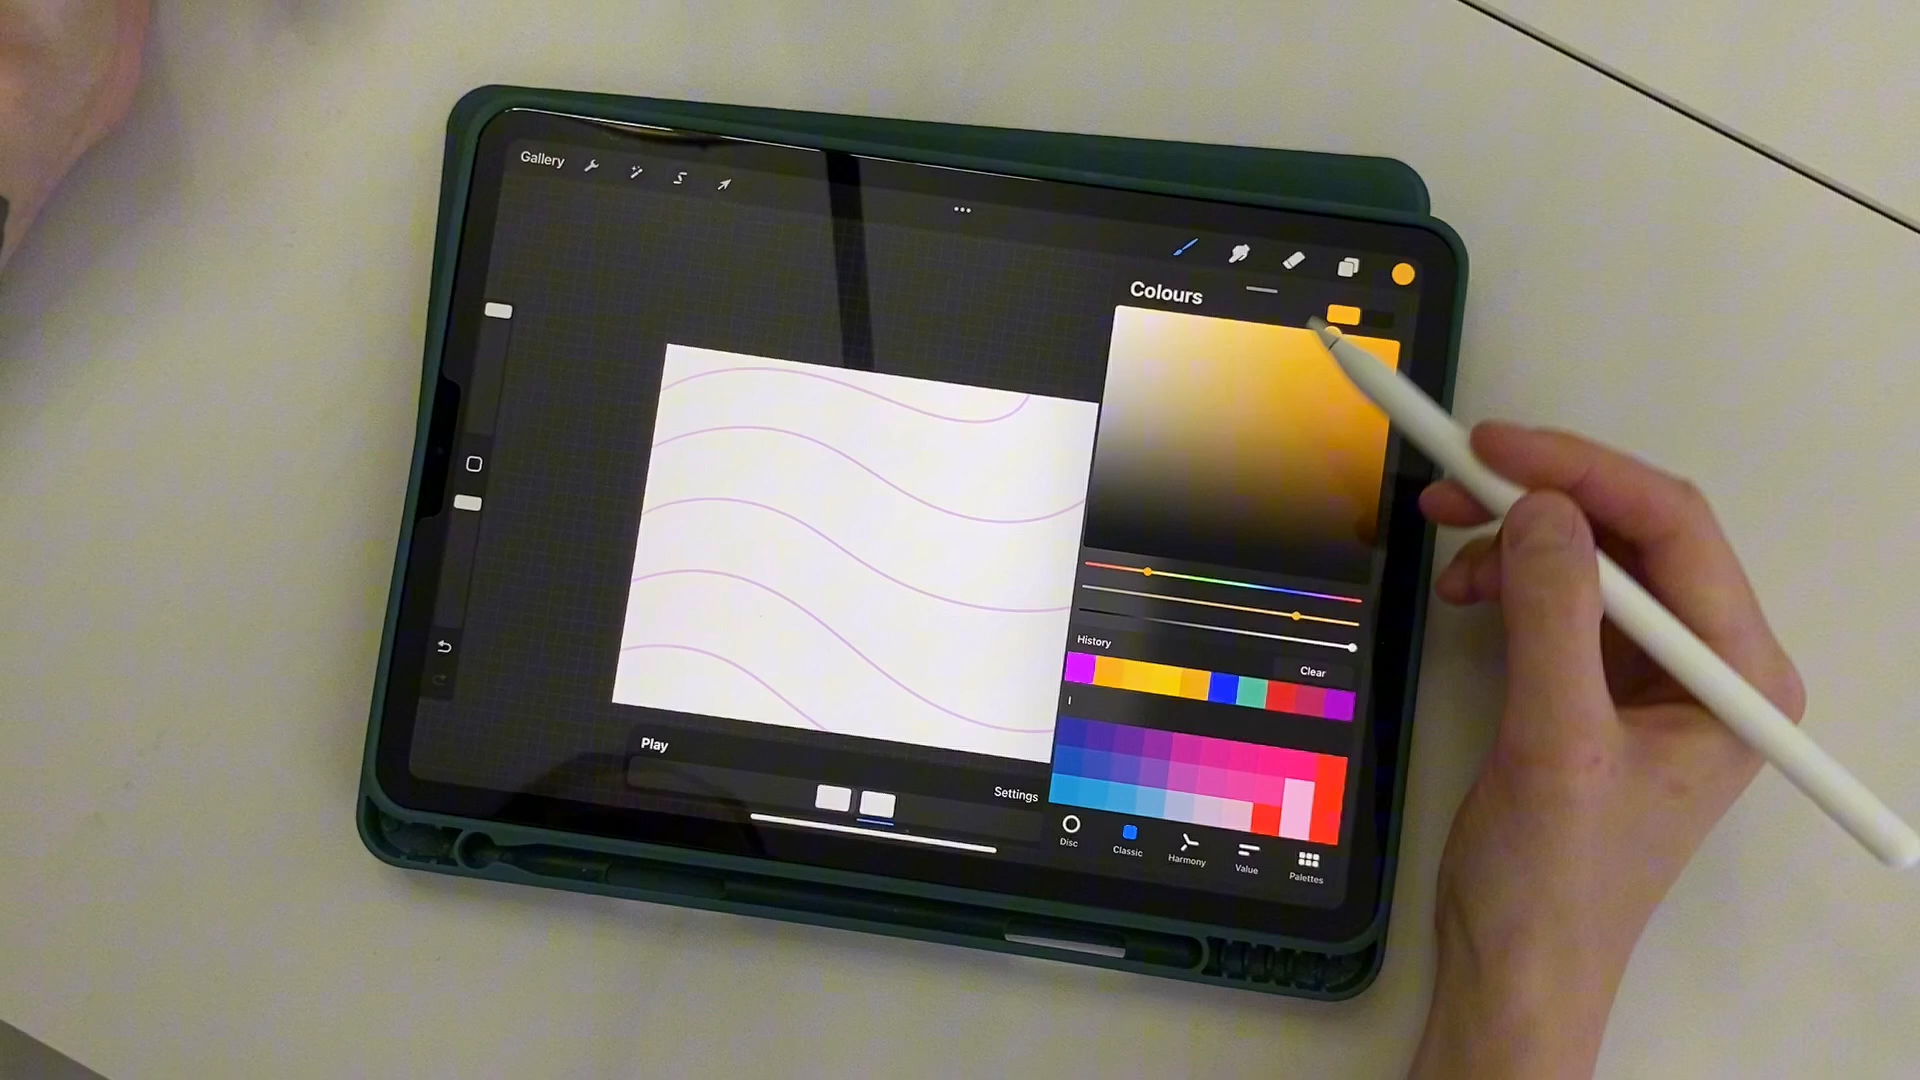 Gallery
Colours
History
Clear
Play
Settings
Disc
Classic
Harmony
Value
Palettes